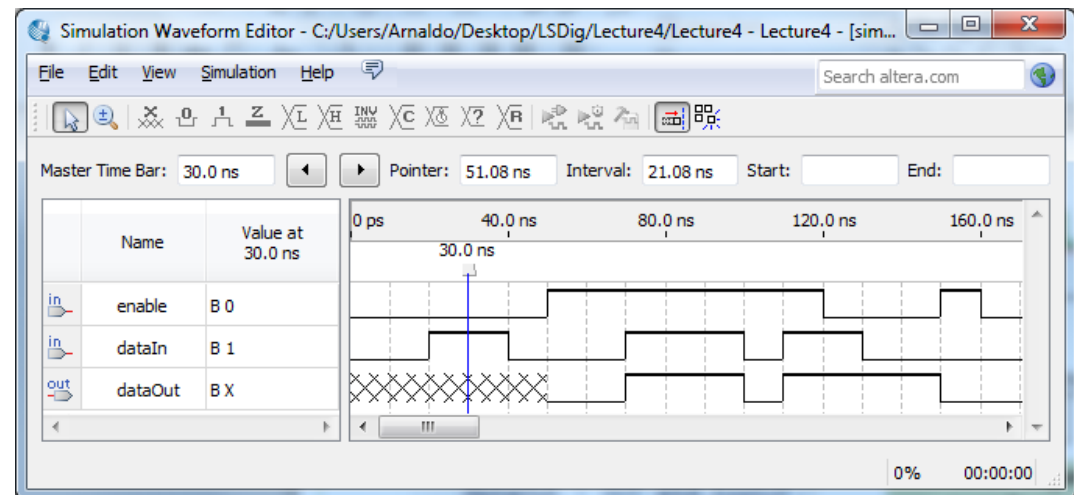 Simulation Waveform Editor - C:/Users/Arnaldo/Desktop/LSDig/Lecture4/Lecture4 - Lecture4 - [sim...
File Edit View Simulation Help
Search altera.com
Master Time Bar: 30.0 ns Pointer: 51.08 ns Interval: 21.08 ns Start: End:
Name Value at 30.0 ns
0 ps 40.0 ns 80.0 ns 120.0 ns 160.0 ns
30.0 ns
in enable B 0
in dataIn B 1
out dataOut B X
0% 00:00:00